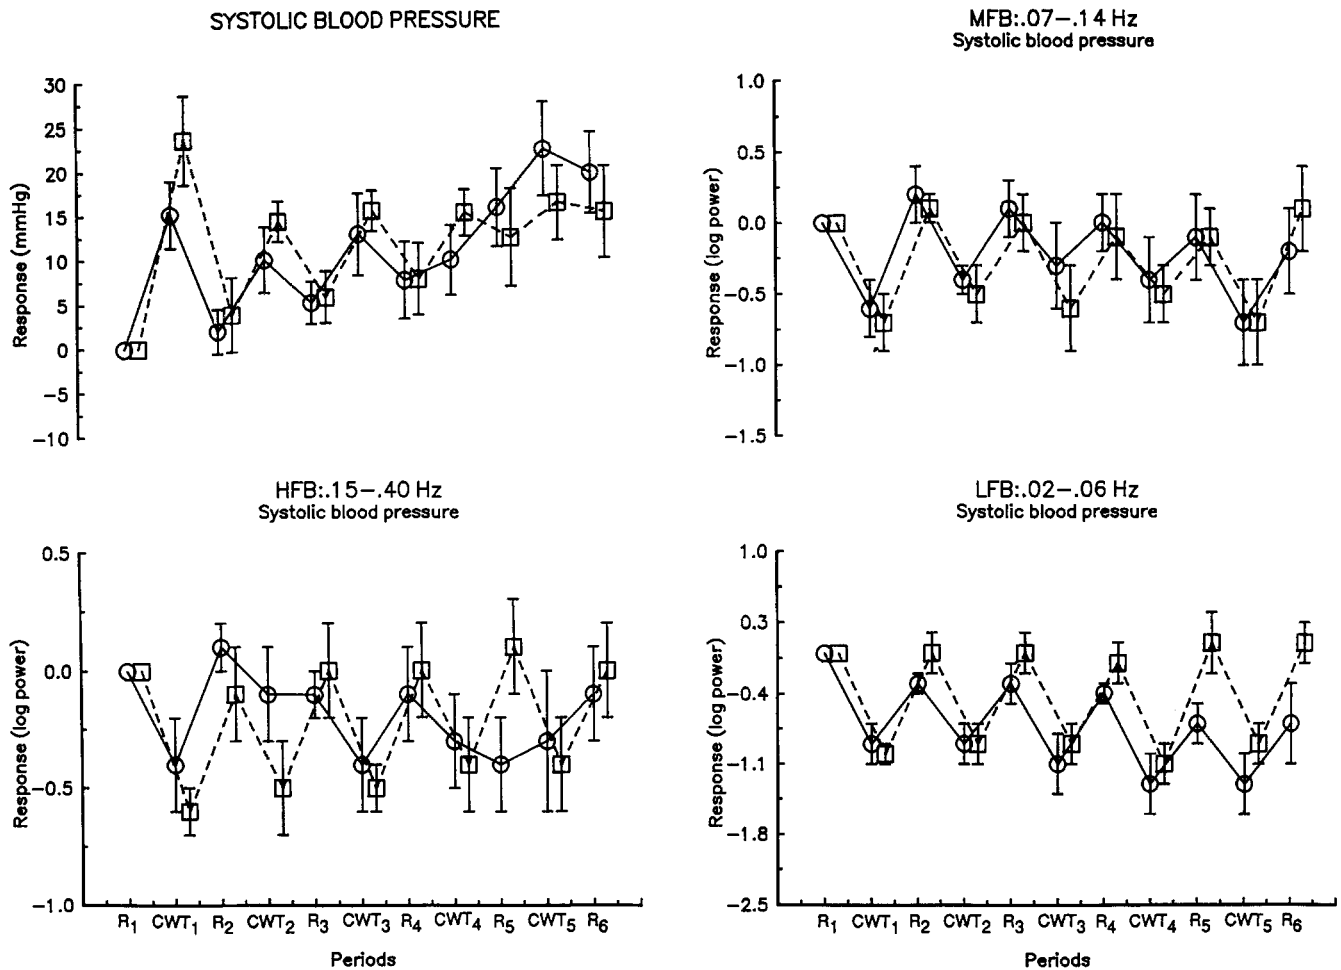 SYSTOLIC BLOOD PRESSURE
30
25
20
15
10
5
0
−5
−10
Response (mmHg)
MFB:.07−.14 Hz
Systolic blood pressure
1.0
0.5
0.0
−0.5
−1.0
−1.5
Response (log power)
HFB:.15−.40 Hz
Systolic blood pressure
0.5
0.0
−0.5
−1.0
Response (log power)
R1 CWT1 R2 CWT2 R3 CWT3 R4 CWT4 R5 CWT5 R6
Periods
LFB:.02−.06 Hz
Systolic blood pressure
1.0
0.3
−0.4
−1.1
−1.8
−2.5
Response (log power)
R1 CWT1 R2 CWT2 R3 CWT3 R4 CWT4 R5 CWT5 R6
Periods